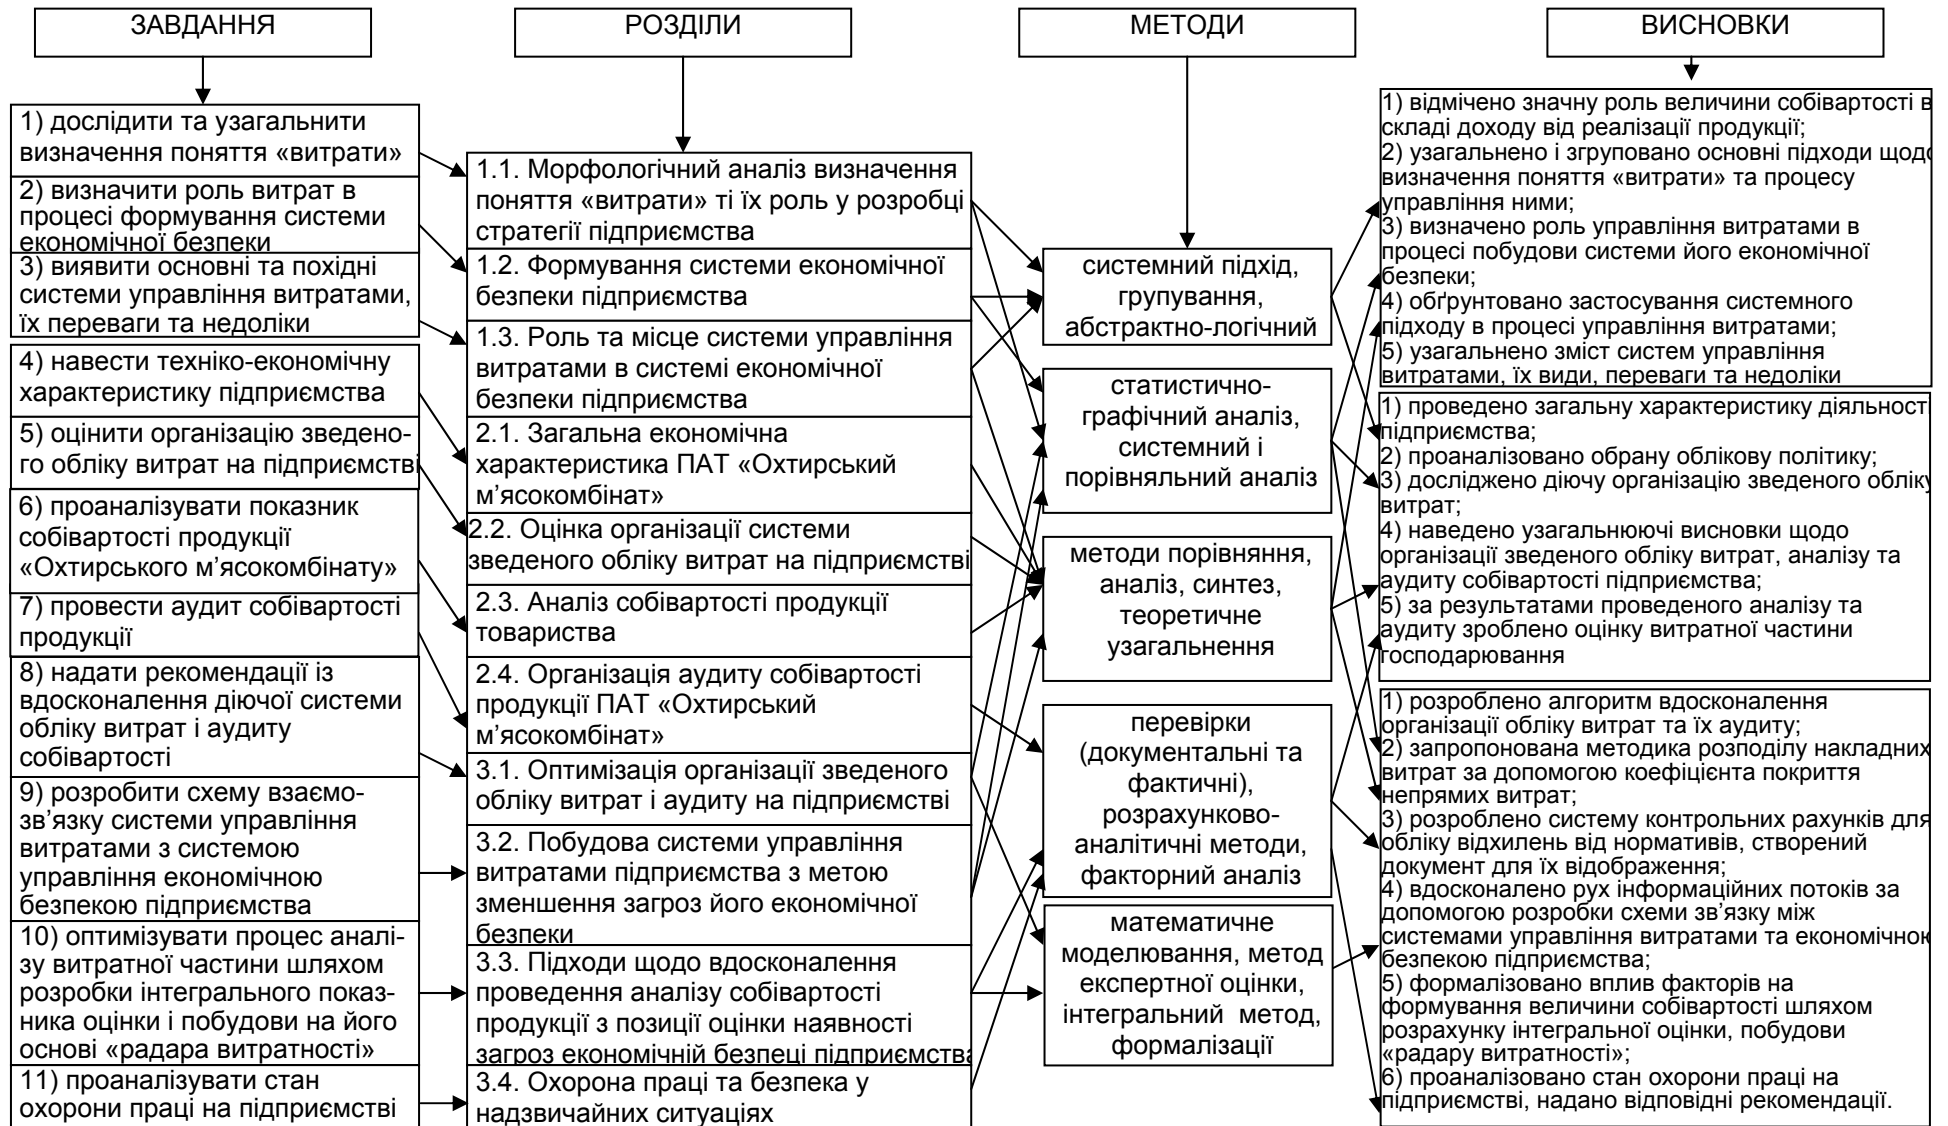 ЗАВДАННЯ
РОЗДІЛИ
МЕТОДИ
ВИСНОВКИ
1) дослідити та узагальнити
визначення поняття «витрати»
2) визначити роль витрат в
процесі формування системи
економічної безпеки
3) виявити основні та похідні
системи управління витратами,
їх переваги та недоліки
4) навести техніко-економічну
характеристику підприємства
5) оцінити організацію зведено-
го обліку витрат на підприємстві
6) проаналізувати показник
собівартості продукції
«Охтирського м’ясокомбінату»
7) провести аудит собівартості
продукції
8) надати рекомендації із
вдосконалення діючої системи
обліку витрат і аудиту
собівартості
9) розробити схему взаємо-
зв’язку системи управління
витратами з системою
управління економічною
безпекою підприємства
10) оптимізувати процес аналі-
зу витратної частини шляхом
розробки інтегрального показ-
ника оцінки і побудови на його
основі «радара витратності»
11) проаналізувати стан
охорони праці на підприємстві
1.1. Морфологічний аналіз визначення
поняття «витрати» ті їх роль у розробці
стратегії підприємства
1.2. Формування системи економічної
безпеки підприємства
1.3. Роль та місце системи управління
витратами в системі економічної
безпеки підприємства
2.1. Загальна економічна
характеристика ПАТ «Охтирський
м’ясокомбінат»
2.2. Оцінка організації системи
зведеного обліку витрат на підприємстві
2.3. Аналіз собівартості продукції
товариства
2.4. Організація аудиту собівартості
продукції ПАТ «Охтирський
м’ясокомбінат»
3.1. Оптимізація організації зведеного
обліку витрат і аудиту на підприємстві
3.2. Побудова системи управління
витратами підприємства з метою
зменшення загроз його економічної
безпеки
3.3. Підходи щодо вдосконалення
проведення аналізу собівартості
продукції з позиції оцінки наявності
загроз економічній безпеці підприємства
3.4. Охорона праці та безпека у
надзвичайних ситуаціях
системний підхід,
групування,
абстрактно-логічний
статистично-
графічний аналіз,
системний і
порівняльний аналіз
методи порівняння,
аналіз, синтез,
теоретичне
узагальнення
перевірки
(документальні та
фактичні),
розрахунково-
аналітичні методи,
факторний аналіз
математичне
моделювання, метод
експертної оцінки,
інтегральний метод,
формалізації
1) відмічено значну роль величини собівартості в
складі доходу від реалізації продукції;
2) узагальнено і згруповано основні підходи щодо
визначення поняття «витрати» та процесу
управління ними;
3) визначено роль управління витратами в
процесі побудови системи його економічної
безпеки;
4) обґрунтовано застосування системного
підходу в процесі управління витратами;
5) узагальнено зміст систем управління
витратами, їх види, переваги та недоліки
1) проведено загальну характеристику діяльності
підприємства;
2) проаналізовано обрану облікову політику;
3) досліджено діючу організацію зведеного обліку
витрат;
4) наведено узагальнюючі висновки щодо
організації зведеного обліку витрат, аналізу та
аудиту собівартості підприємства;
5) за результатами проведеного аналізу та
аудиту зроблено оцінку витратної частини
господарювання
1) розроблено алгоритм вдосконалення
організації обліку витрат та їх аудиту;
2) запропонована методика розподілу накладних
витрат за допомогою коефіцієнта покриття
непрямих витрат;
3) розроблено систему контрольних рахунків для
обліку відхилень від нормативів, створений
документ для їх відображення;
4) вдосконалено рух інформаційних потоків за
допомогою розробки схеми зв’язку між
системами управління витратами та економічною
безпекою підприємства;
5) формалізовано вплив факторів на
формування величини собівартості шляхом
розрахунку інтегральної оцінки, побудови
«радару витратності»;
6) проаналізовано стан охорони праці на
підприємстві, надано відповідні рекомендації.